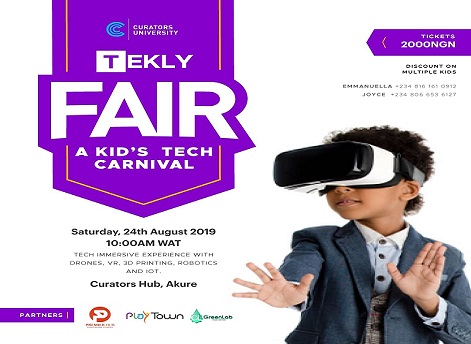 CURATORS
UNIVERSITY
TEKLY
FAIR
A KID'S TECH
CARNIVAL
TICKETS
2000NGN
DISCOUNT ON
MULTIPLE KIDS
EMMANUELLA +234 816 161 0912
JOYCE +234 806 653 6127
Saturday, 24th August 2019
10:00AM WAT
TECH IMMERSIVE EXPERIENCE WITH
DRONES, VR, 3D PRINTING, ROBOTICS
AND IOT.
Curators Hub, Akure
PARTNERS
PlayTown
GreenLab